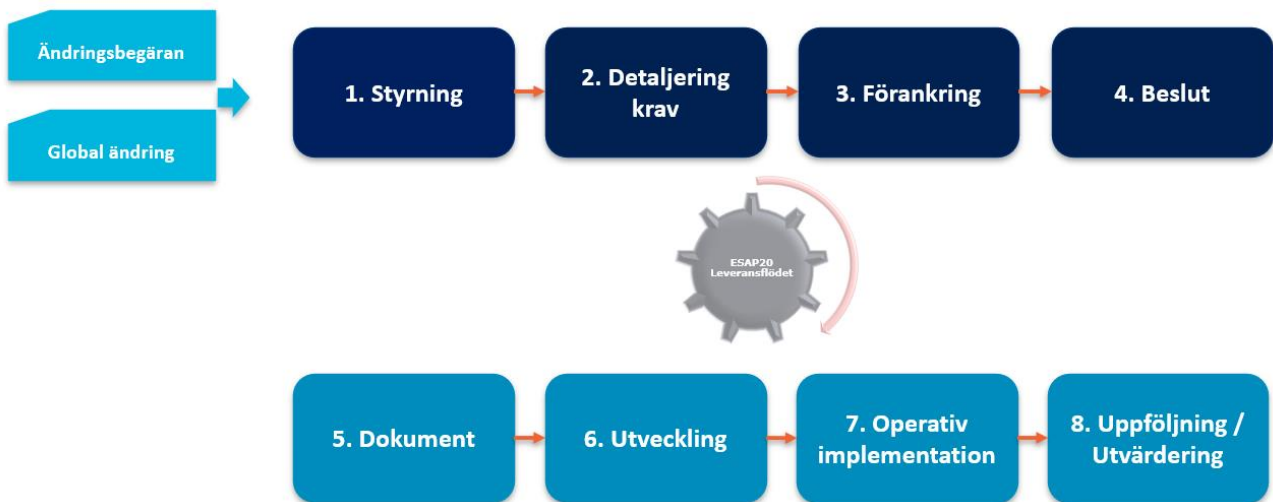 Ändringsbegäran
Global ändring
1. Styrning
2. Detaljering
krav
3. Förankring
4. Beslut
ESAP20
Leveransflödet
5. Dokument
6. Utveckling
7. Operativ
implementation
8. Uppföljning /
Utvärdering